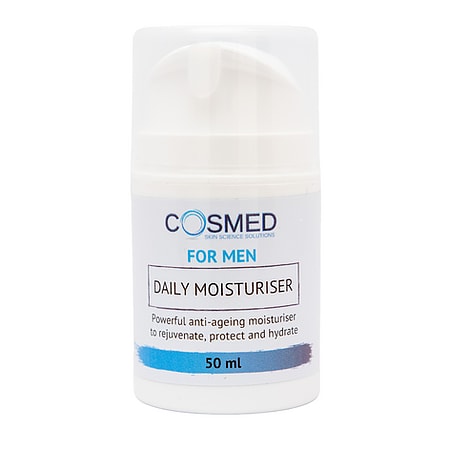 COSMED
SKIN SCIENCE SOLUTIONS
FOR MEN
DAILY MOISTURISER
Powerful anti-ageing moisturiser
to rejuvenate, protect and hydrate
50 ml